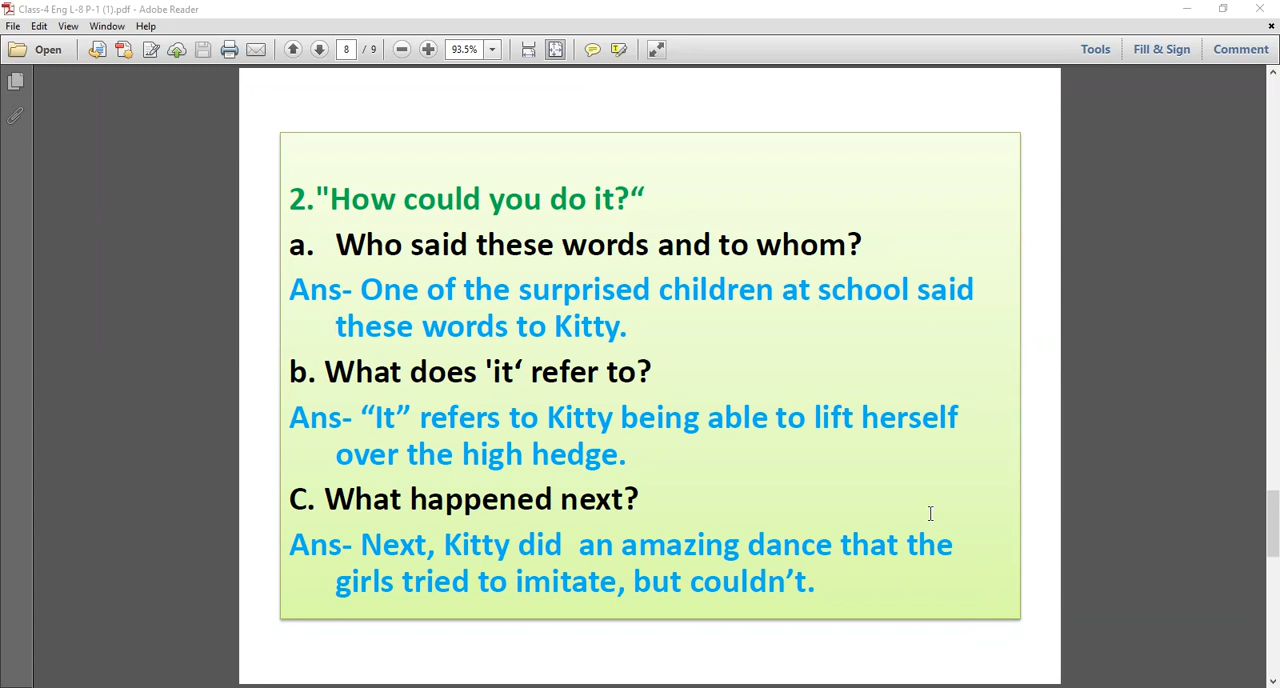 Class-4 Eng L-8 P-1 (1).pdf - Adobe Reader
File Edit View Window Help
Open 8 / 9 93.5% Tools Fill & Sign Comment
2."How could you do it?“
a. Who said these words and to whom?
Ans- One of the surprised children at school said
these words to Kitty.
b. What does 'it‘ refer to?
Ans- “It” refers to Kitty being able to lift herself
over the high hedge.
C. What happened next?
Ans- Next, Kitty did an amazing dance that the
girls tried to imitate, but couldn’t.